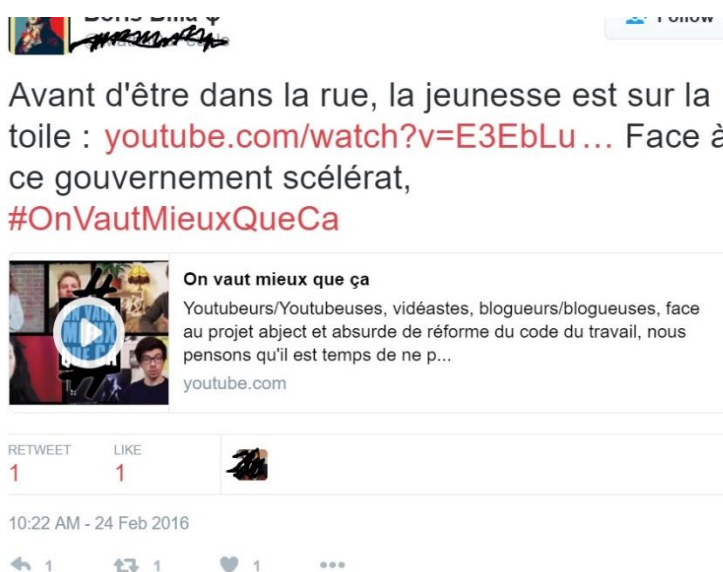 Avant d'être dans la rue, la jeunesse est sur la
toile : youtube.com/watch?v=E3EbLu… Face à
ce gouvernement scélérat,
#OnVautMieuxQueCa
On vaut mieux que ça
Youtubeurs/Youtubeuses, vidéastes, blogueurs/blogueuses, face
au projet abject et absurde de réforme du code du travail, nous
pensons qu'il est temps de ne p...
youtube.com
MIEUX
QUE ÇA
RETWEET LIKE
1 1
10:22 AM - 24 Feb 2016
1 1 1